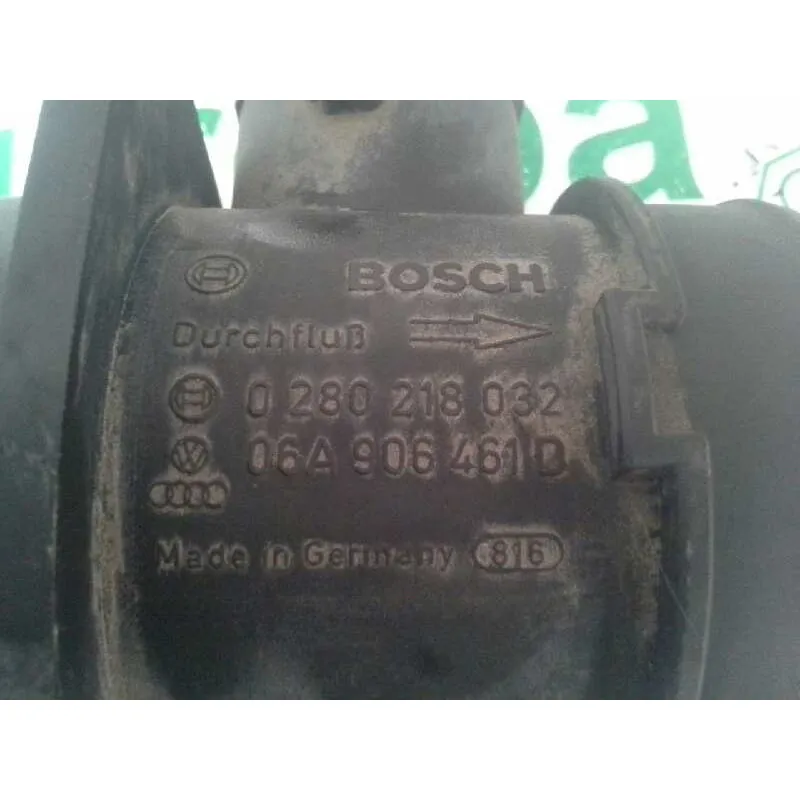 BOSCH
Durchfluß
0 280 218 032
06A 906 461 D
Made in Germany 816